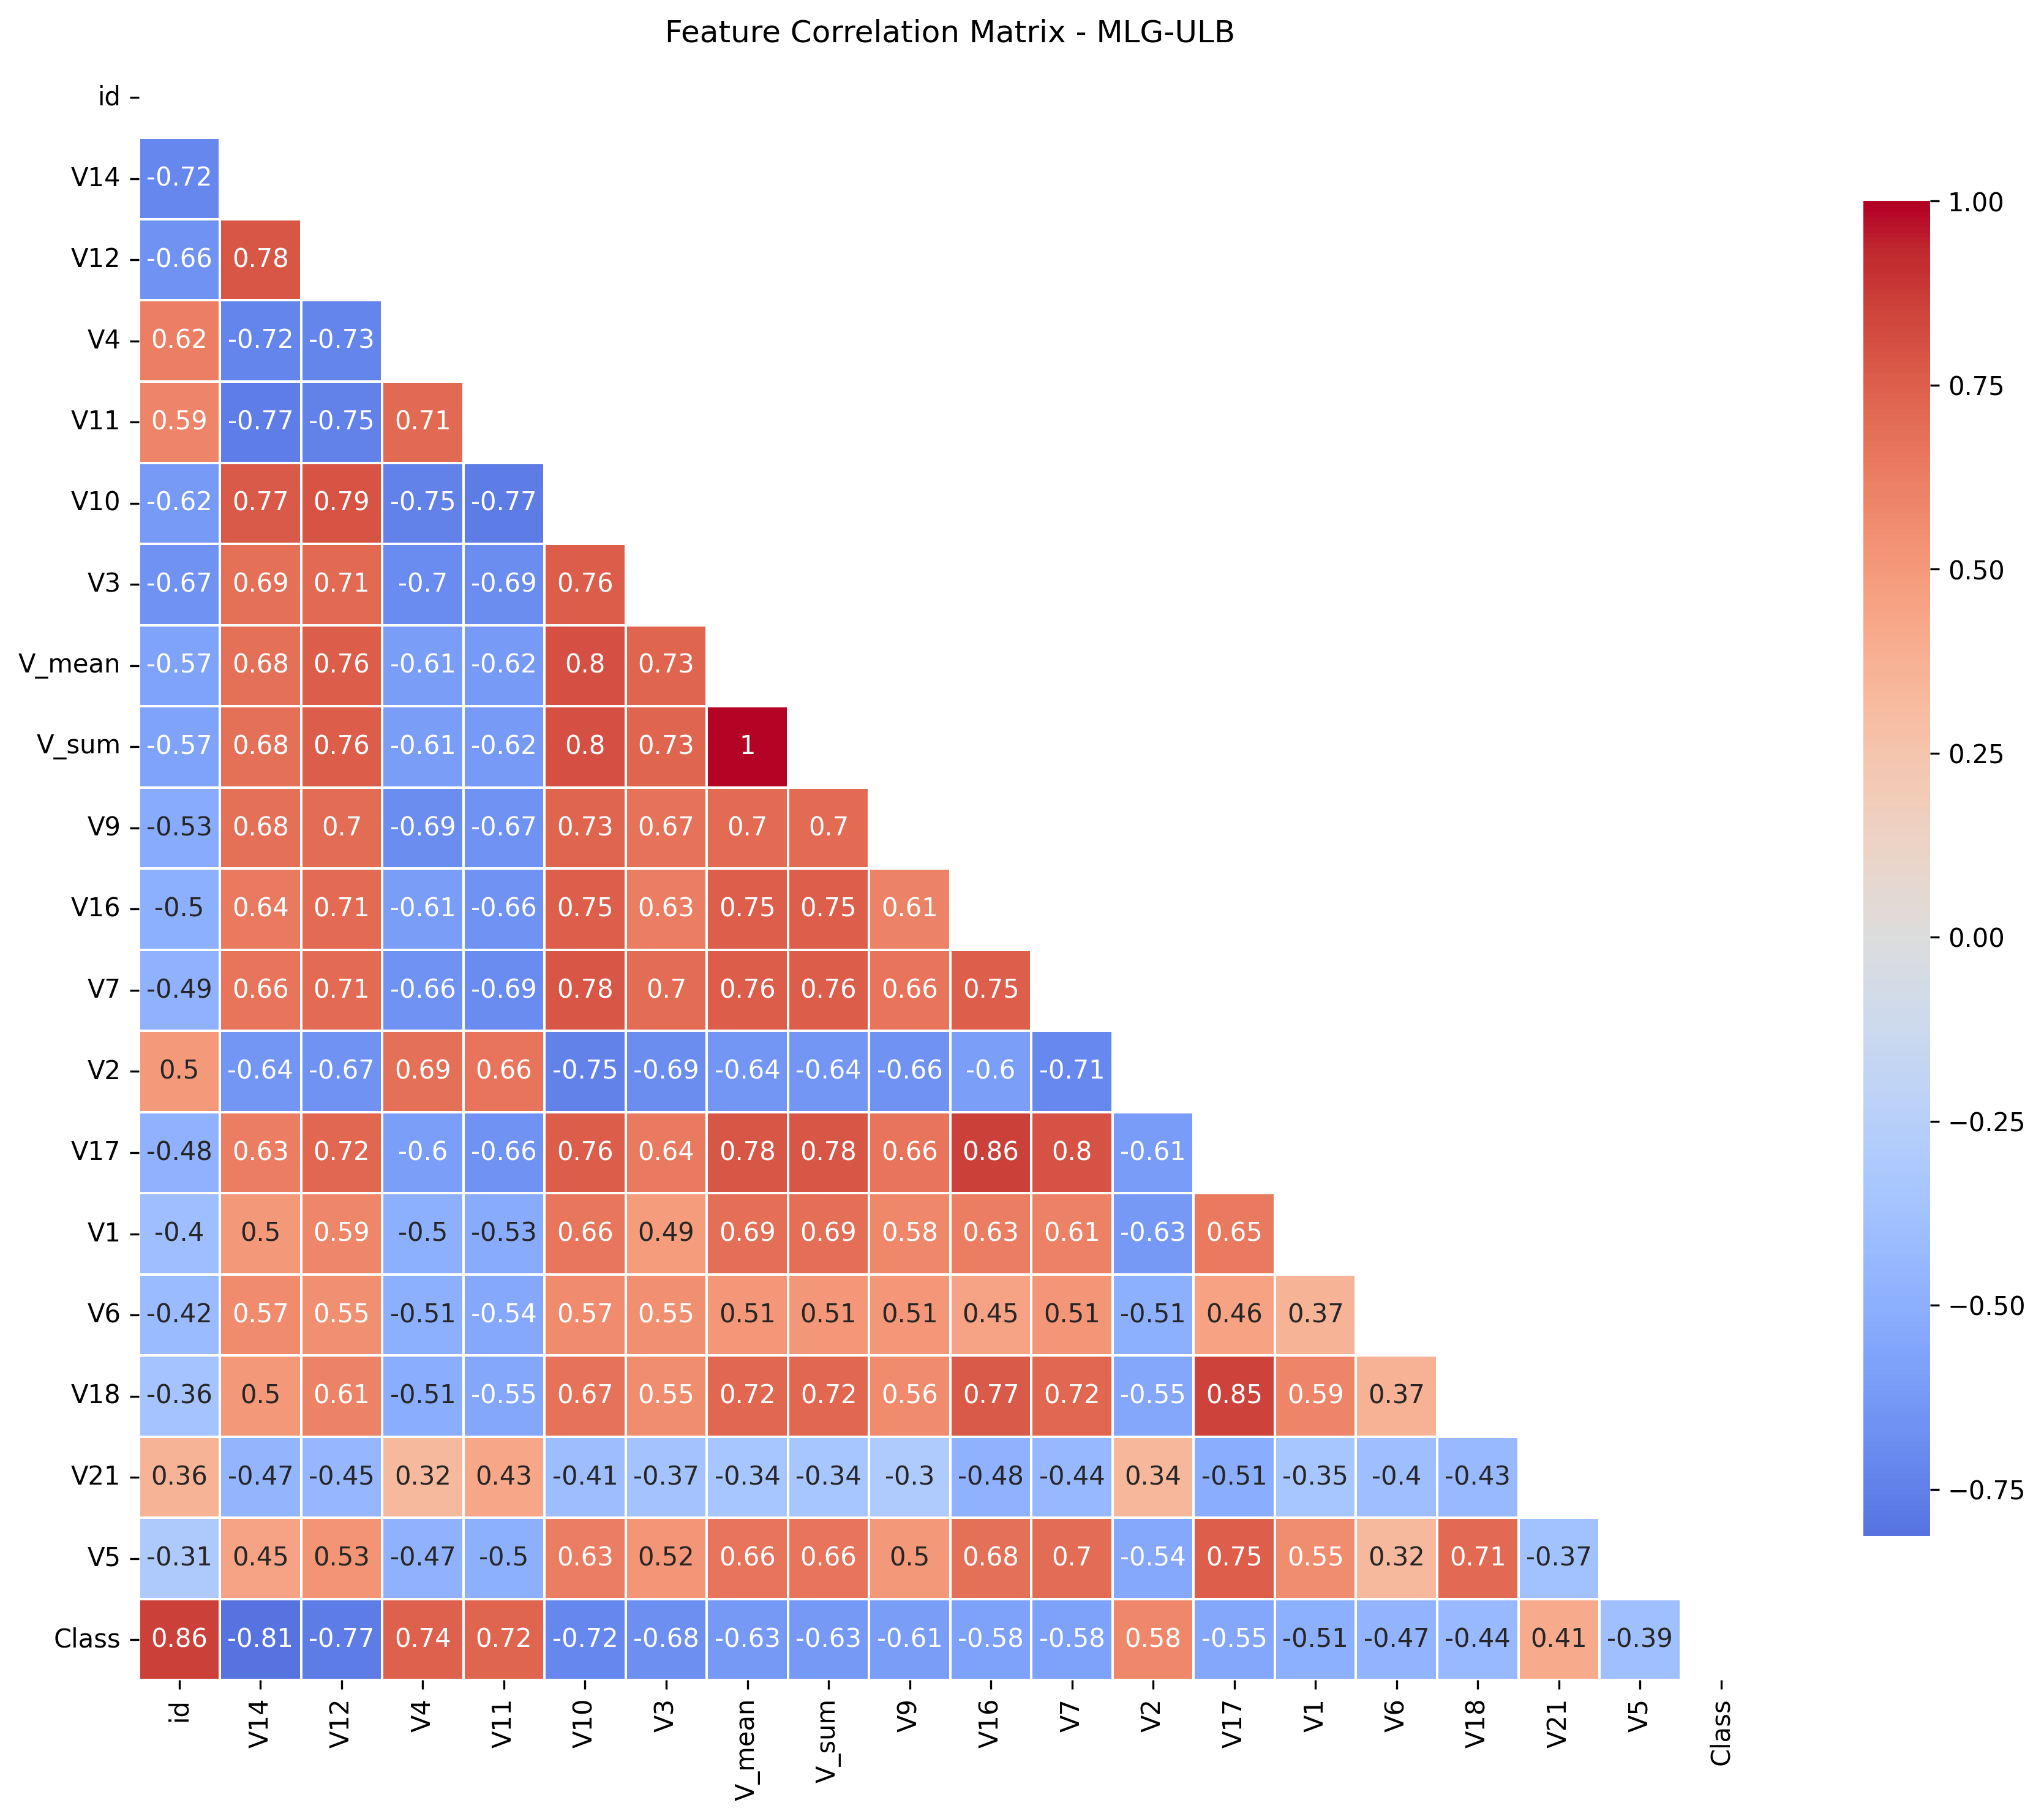 Feature Correlation Matrix - MLG-ULB
id
V14 -0.72
V12 -0.66 0.78
V4 0.62 -0.72 -0.73
V11 0.59 -0.77 -0.75 0.71
V10 -0.62 0.77 0.79 -0.75 -0.77
V3 -0.67 0.69 0.71 -0.7 -0.69 0.76
V_mean -0.57 0.68 0.76 -0.61 -0.62 0.8 0.73
V_sum -0.57 0.68 0.76 -0.61 -0.62 0.8 0.73 1
V9 -0.53 0.68 0.7 -0.69 -0.67 0.73 0.67 0.7 0.7
V16 -0.5 0.64 0.71 -0.61 -0.66 0.75 0.63 0.75 0.75 0.61
V7 -0.49 0.66 0.71 -0.66 -0.69 0.78 0.7 0.76 0.76 0.66 0.75
V2 0.5 -0.64 -0.67 0.69 0.66 -0.75 -0.69 -0.64 -0.64 -0.66 -0.6 -0.71
V17 -0.48 0.63 0.72 -0.6 -0.66 0.76 0.64 0.78 0.78 0.66 0.86 0.8 -0.61
V1 -0.4 0.5 0.59 -0.5 -0.53 0.66 0.49 0.69 0.69 0.58 0.63 0.61 -0.63 0.65
V6 -0.42 0.57 0.55 -0.51 -0.54 0.57 0.55 0.51 0.51 0.51 0.45 0.51 -0.51 0.46 0.37
V18 -0.36 0.5 0.61 -0.51 -0.55 0.67 0.55 0.72 0.72 0.56 0.77 0.72 -0.55 0.85 0.59 0.37
V21 0.36 -0.47 -0.45 0.32 0.43 -0.41 -0.37 -0.34 -0.34 -0.3 -0.48 -0.44 0.34 -0.51 -0.35 -0.4 -0.43
V5 -0.31 0.45 0.53 -0.47 -0.5 0.63 0.52 0.66 0.66 0.5 0.68 0.7 -0.54 0.75 0.55 0.32 0.71 -0.37
Class 0.86 -0.81 -0.77 0.74 0.72 -0.72 -0.68 -0.63 -0.63 -0.61 -0.58 -0.58 0.58 -0.55 -0.51 -0.47 -0.44 0.41 -0.39
id V14 V12 V4 V11 V10 V3 V_mean V_sum V9 V16 V7 V2 V17 V1 V6 V18 V21 V5 Class
1.00
0.75
0.50
0.25
0.00
−0.25
−0.50
−0.75